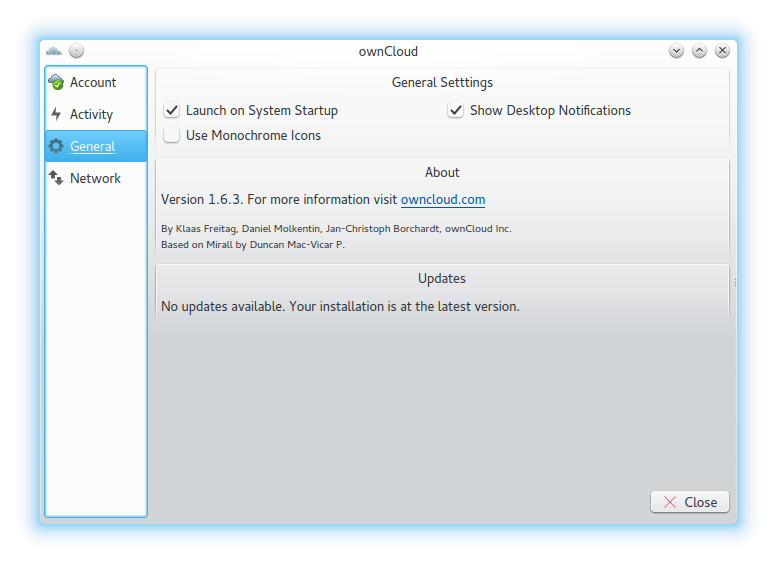 ownCloud
Account
Activity
General
Network
General Setttings
Launch on System Startup
Show Desktop Notifications
Use Monochrome Icons
About
Version 1.6.3. For more information visit owncloud.com
By Klaas Freitag, Daniel Molkentin, Jan-Christoph Borchardt, ownCloud Inc.
Based on Mirall by Duncan Mac-Vicar P.
Updates
No updates available. Your installation is at the latest version.
Close